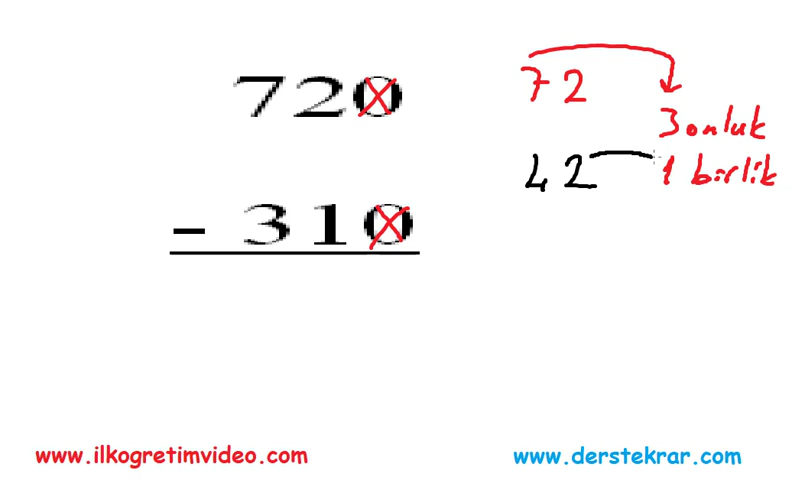 720
- 310
72
3 onluk
42
1 birlik
www.ilkogretimvideo.com
www.derstekrar.com